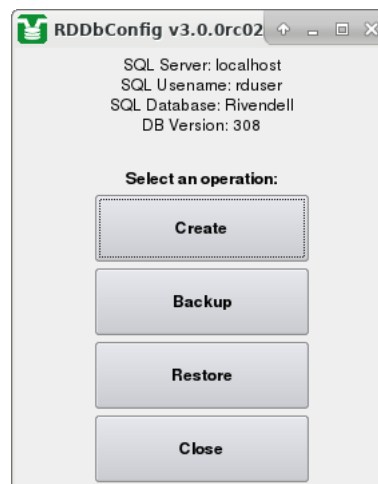 RDDbConfig v3.0.0rc02
SQL Server: localhost
SQL Usename: rduser
SQL Database: Rivendell
DB Version: 308
Select an operation:
Create
Backup
Restore
Close